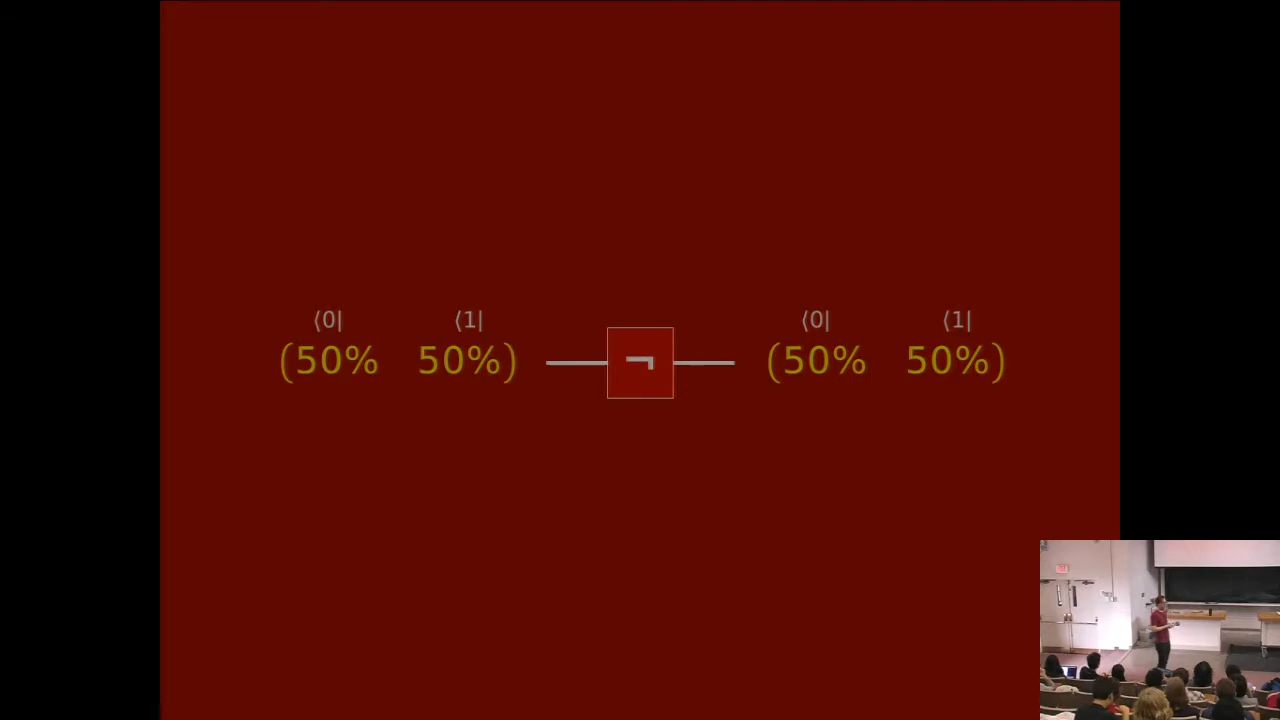 ⟨0| ⟨1| ⟨0| ⟨1|
(50% 50%) ¬ (50% 50%)